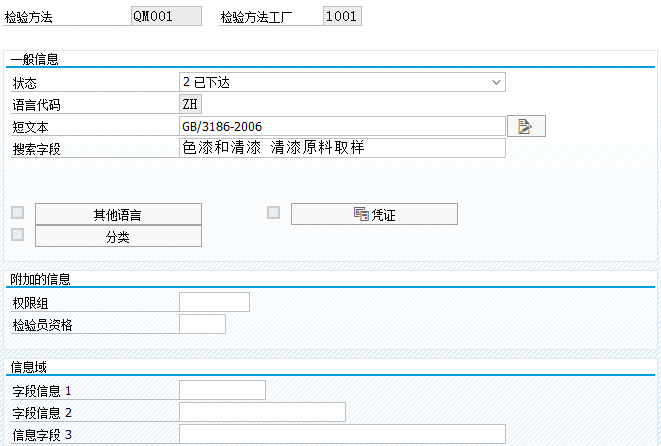 检验方法 QM001 检验方法工厂 1001
一般信息
状态 2 已下达
语言代码 ZH
短文本 GB/3186-2006
搜索字段 色漆和清漆 清漆原料取样
其他语言 凭证
分类
附加的信息
权限组
检验员资格
信息域
字段信息 1
字段信息 2
信息字段 3